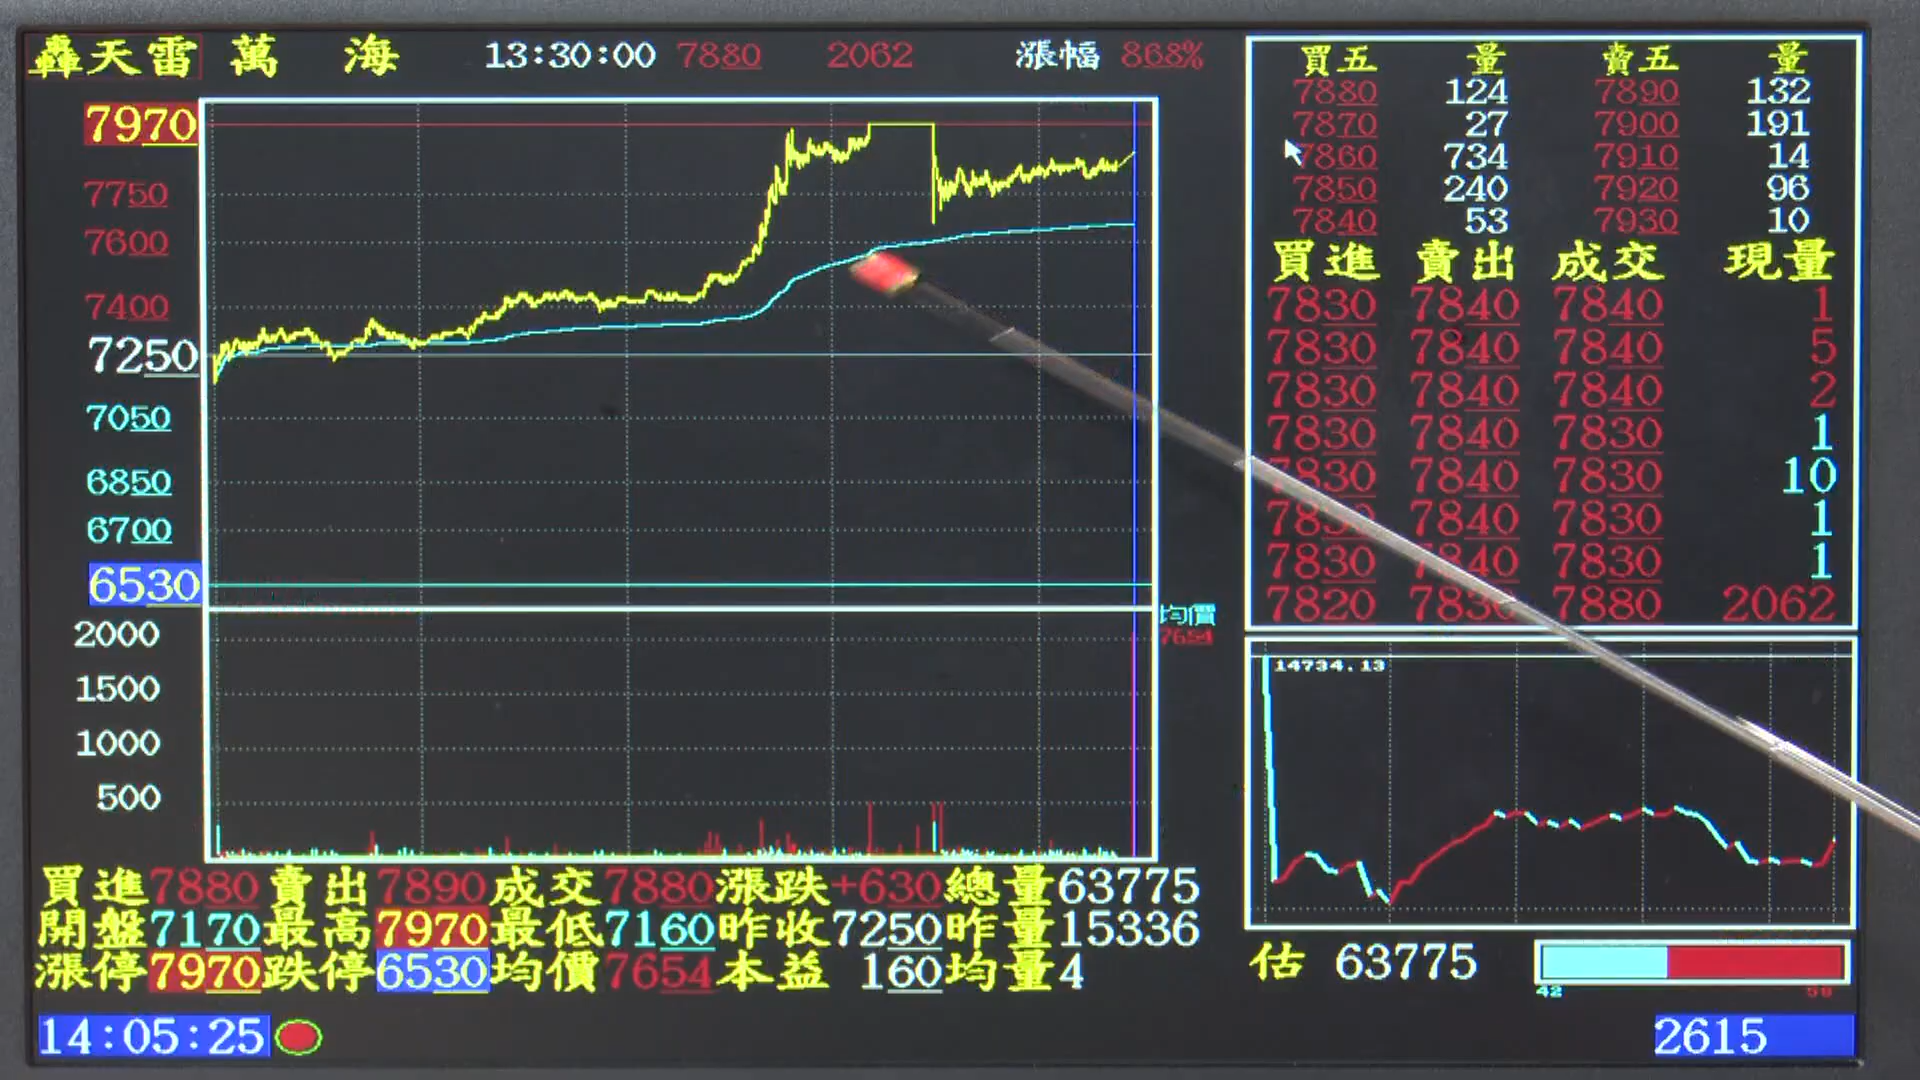 轟天雷 萬 海 13:30:00 7880 2062 漲幅 868%
7970
7750
7600
7400
7250
7050
6850
6700
6530
2000
1500
1000
500
均價
7654
買五 量 賣五 量
7880 124 7890 132
7870 27 7900 191
7860 734 7910 14
7850 240 7920 96
7840 53 7930 10
買進 賣出 成交 現量
7830 7840 7840 1
7830 7840 7840 5
7830 7840 7840 2
7830 7840 7830 1
7830 7840 7830 10
7830 7840 7830 1
7830 7840 7830 1
7820 7830 7880 2062
14734.13
買進7880賣出7890成交7880漲跌+630總量63775
開盤7170最高7970最低7160昨收7250昨量15336
漲停7970跌停6530均價7654本益 160均量4
估 63775
42 58
14:05:25
2615